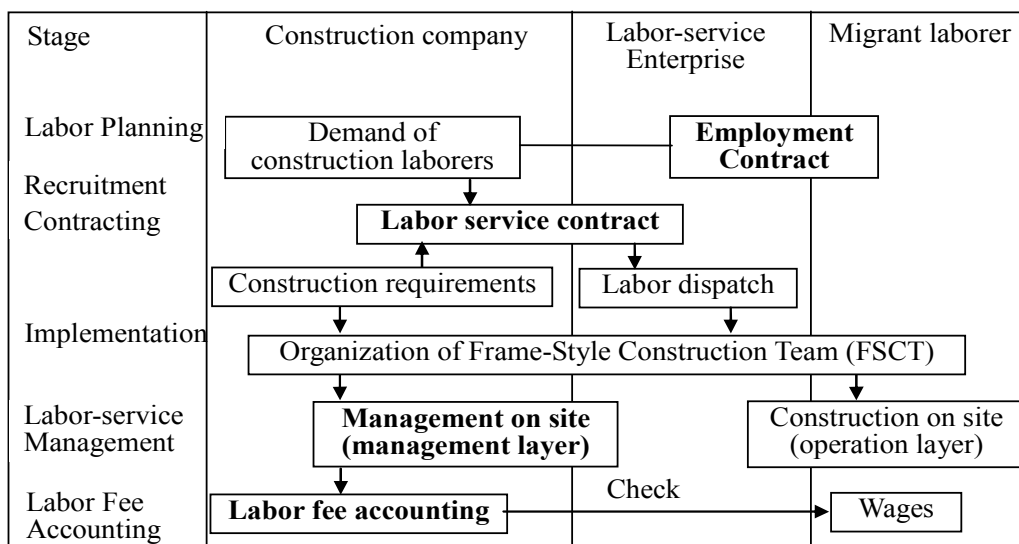 Stage
Construction company
Labor-service
Enterprise
Migrant laborer
Labor Planning
Demand of
construction laborers
Employment
Contract
Recruitment
Contracting
Labor service contract
Construction requirements
Labor dispatch
Implementation
Organization of Frame-Style Construction Team (FSCT)
Labor-service
Management
Management on site
(management layer)
Construction on site
(operation layer)
Labor Fee
Accounting
Labor fee accounting
Check
Wages